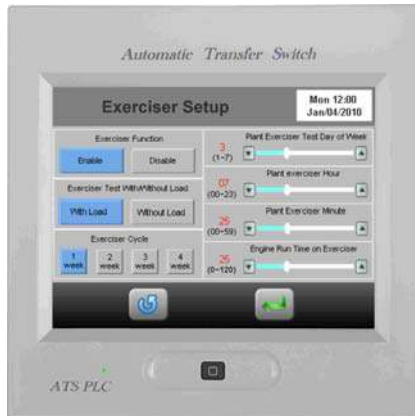 Automatic Transfer Switch
Exerciser Setup
Mon 12:00
Jan/04/2010
Exerciser Function
Enable
Disable
Exerciser Test With/Without Load
With Load
Without Load
Exerciser Cycle
1 week
2 week
3 week
4 week
Plant Exerciser Test Day of Week
3
(1~7)
Plant exerciser Hour
07
(00~23)
Plant Exerciser Minute
25
(00~59)
Engine Run Time on Exerciser
25
(0~120)
ATS PLC